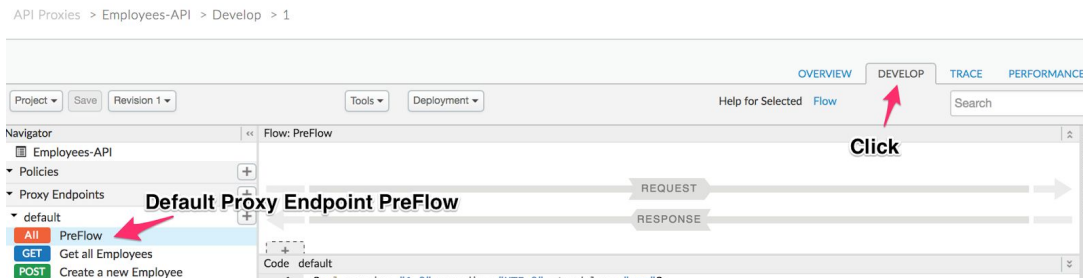 API Proxies > Employees-API > Develop > 1
OVERVIEW DEVELOP TRACE PERFORMANCE
Project Save Revision 1 Tools Deployment Help for Selected Flow Search
Click
Navigator << Flow: PreFlow
Employees-API
Policies +
Proxy Endpoints +
Default Proxy Endpoint PreFlow
default +
REQUEST
RESPONSE
All PreFlow
GET Get all Employees
POST Create a new Employee
+
Code default